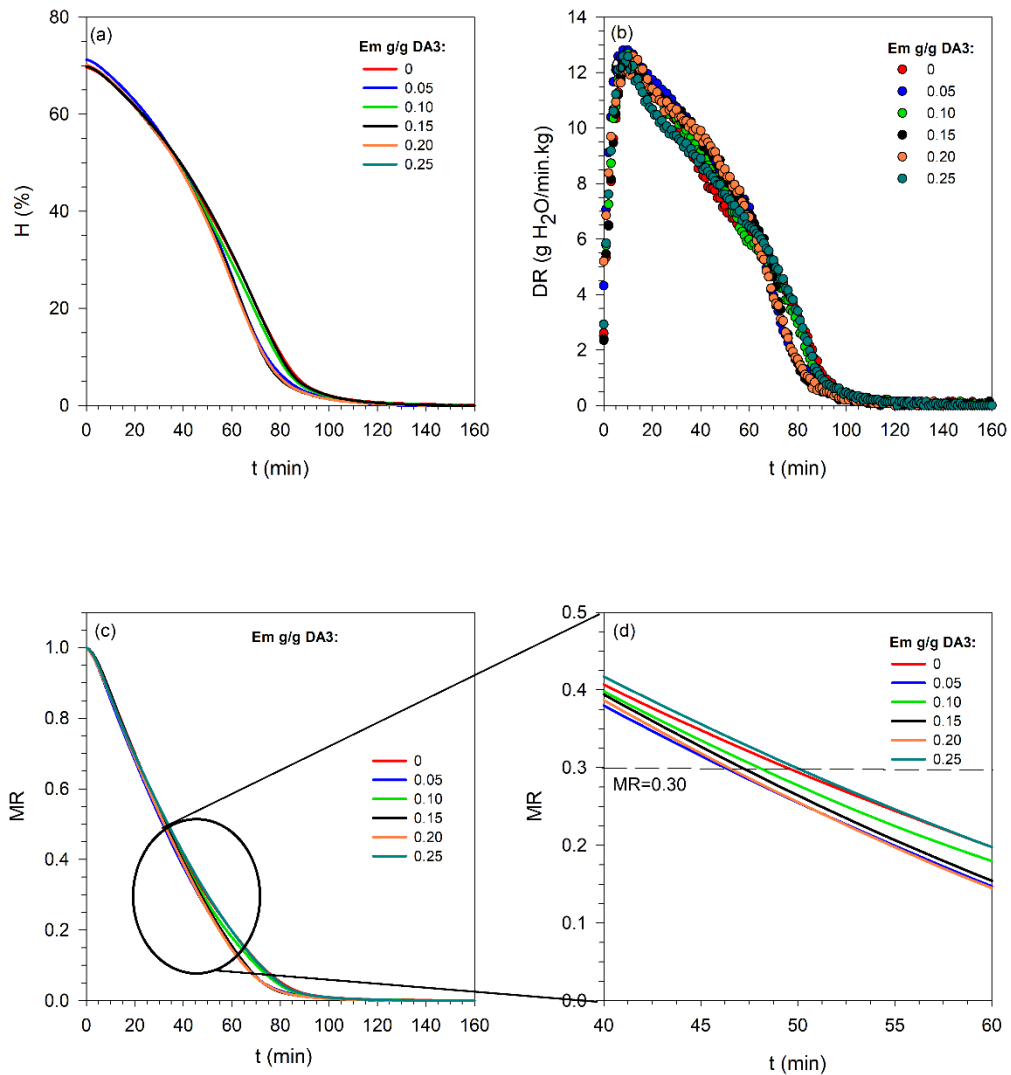 (a)
Em g/g DA3:
0
0.05
0.10
0.15
0.20
0.25
80
60
40
20
0
H (%)
0 20 40 60 80 100 120 140 160
t (min)
(b)
Em g/g DA3:
0
0.05
0.10
0.15
0.20
0.25
14
12
10
8
6
4
2
0
DR (g H2O/min.kg)
0 20 40 60 80 100 120 140 160
t (min)
(c)
Em g/g DA3:
0
0.05
0.10
0.15
0.20
0.25
1.0
0.8
0.6
0.4
0.2
0.0
MR
0 20 40 60 80 100 120 140 160
t (min)
(d)
Em g/g DA3:
0
0.05
0.10
0.15
0.20
0.25
0.5
0.4
0.3
0.2
0.1
0.0
MR=0.30
MR
40 45 50 55 60
t (min)